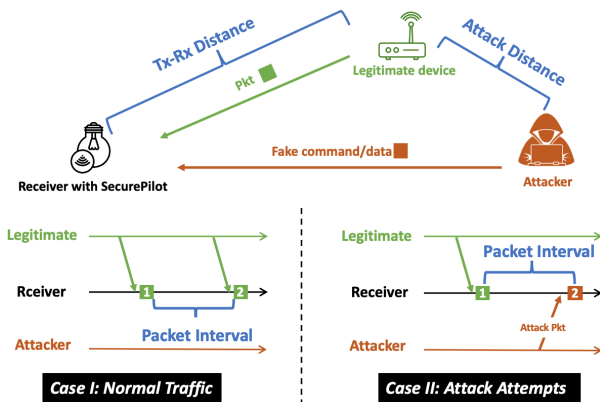 Tx-Rx Distance
Attack Distance
Legitimate device
Pkt
Fake command/data
Receiver with SecurePilot
Attacker
Legitimate
1
2
Rceiver
Packet Interval
Attacker
Case I: Normal Traffic
Legitimate
Packet Interval
1
2
Receiver
Attack Pkt
Attacker
Case II: Attack Attempts